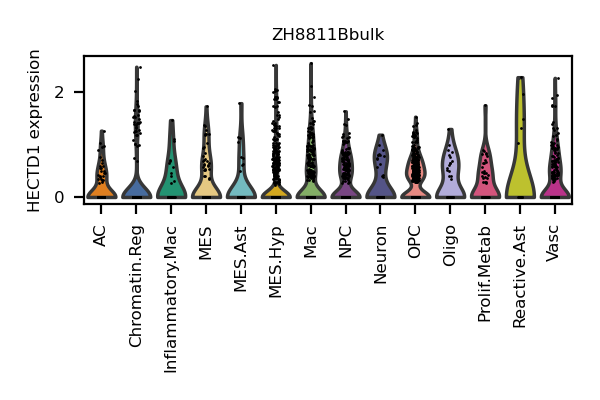 ZH8811Bbulk
HECTD1 expression
2
0
AC
Chromatin.Reg
Inflammatory.Mac
MES
MES.Ast
MES.Hyp
Mac
NPC
Neuron
OPC
Oligo
Prolif.Metab
Reactive.Ast
Vasc